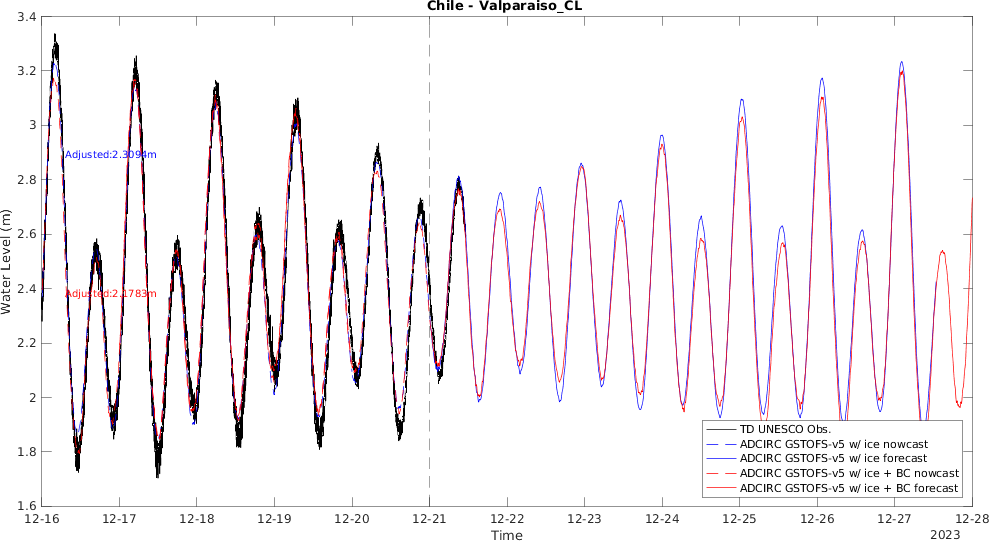 Chile - Valparaiso_CL
3.4
3.2
3
2.8
2.6
2.4
2.2
2
1.8
1.6
Water Level (m)
Adjusted:2.3094m
Adjusted:2.1783m
TD UNESCO Obs.
ADCIRC GSTOFS-v5 w/ ice nowcast
ADCIRC GSTOFS-v5 w/ ice forecast
ADCIRC GSTOFS-v5 w/ ice + BC nowcast
ADCIRC GSTOFS-v5 w/ ice + BC forecast
12-16 12-17 12-18 12-19 12-20 12-21 12-22 12-23 12-24 12-25 12-26 12-27 12-28
Time
2023